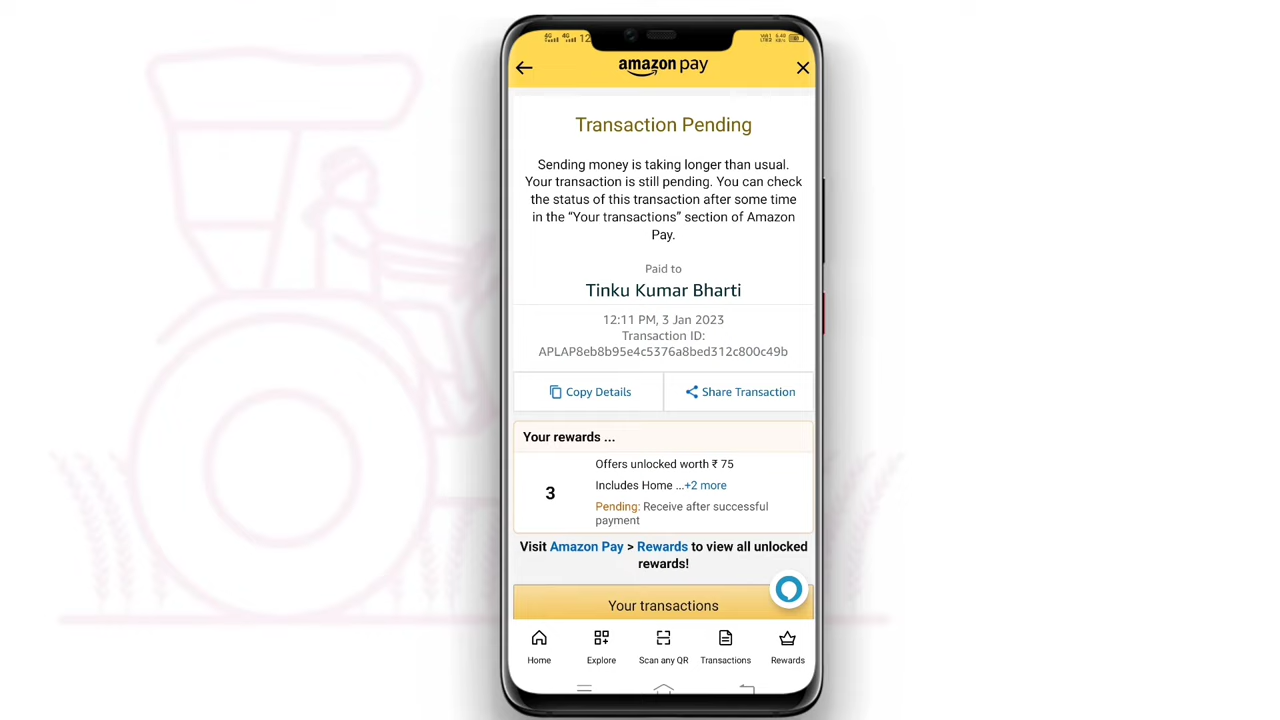 4G 4G 12
amazon pay
Transaction Pending
Sending money is taking longer than usual.
Your transaction is still pending. You can check
the status of this transaction after some time
in the “Your transactions” section of Amazon
Pay.
Paid to
Tinku Kumar Bharti
12:11 PM, 3 Jan 2023
Transaction ID:
APLAP8eb8b95e4c5376a8bed312c800c49b
Copy Details
Share Transaction
Your rewards ...
3
Offers unlocked worth ₹ 75
Includes Home ...+2 more
Pending: Receive after successful
payment
Visit Amazon Pay > Rewards to view all unlocked
rewards!
Your transactions
Home
Explore
Scan any QR
Transactions
Rewards